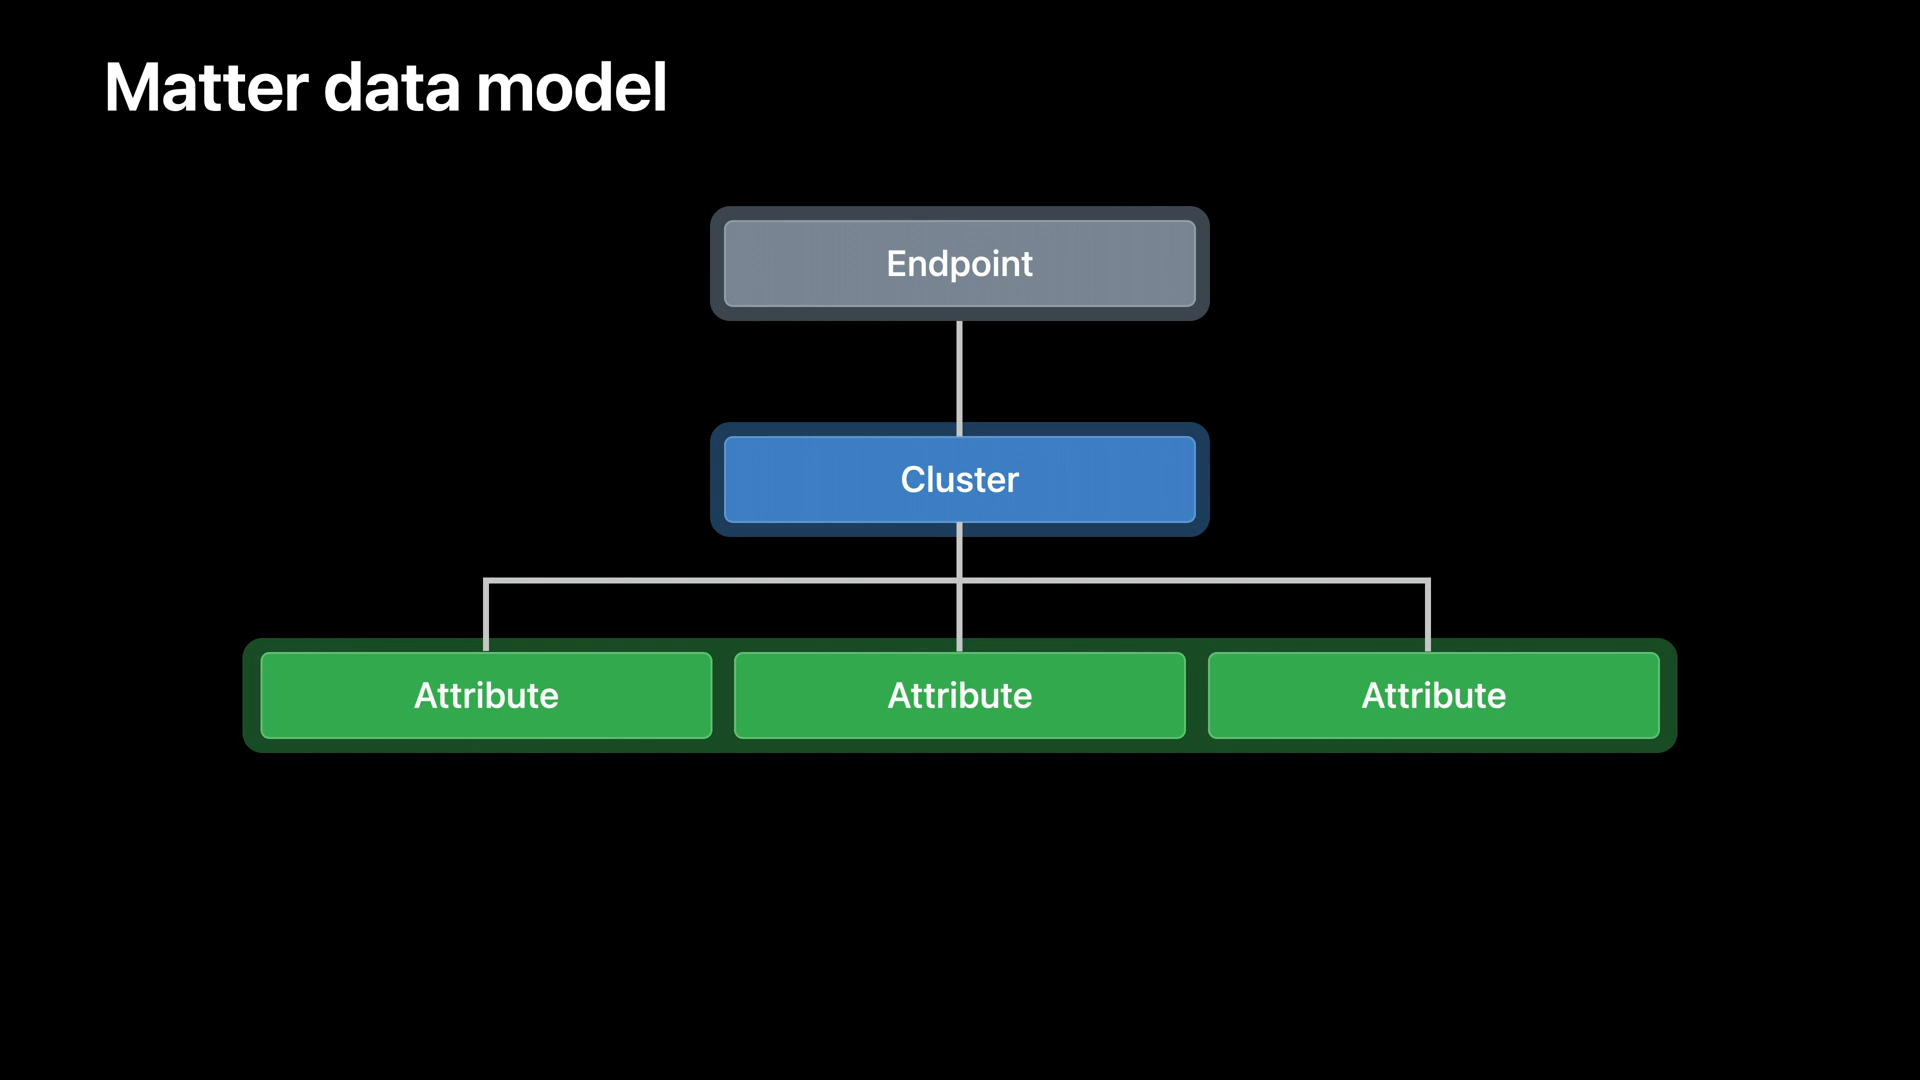 Matter data model
Endpoint
Cluster
Attribute
Attribute
Attribute